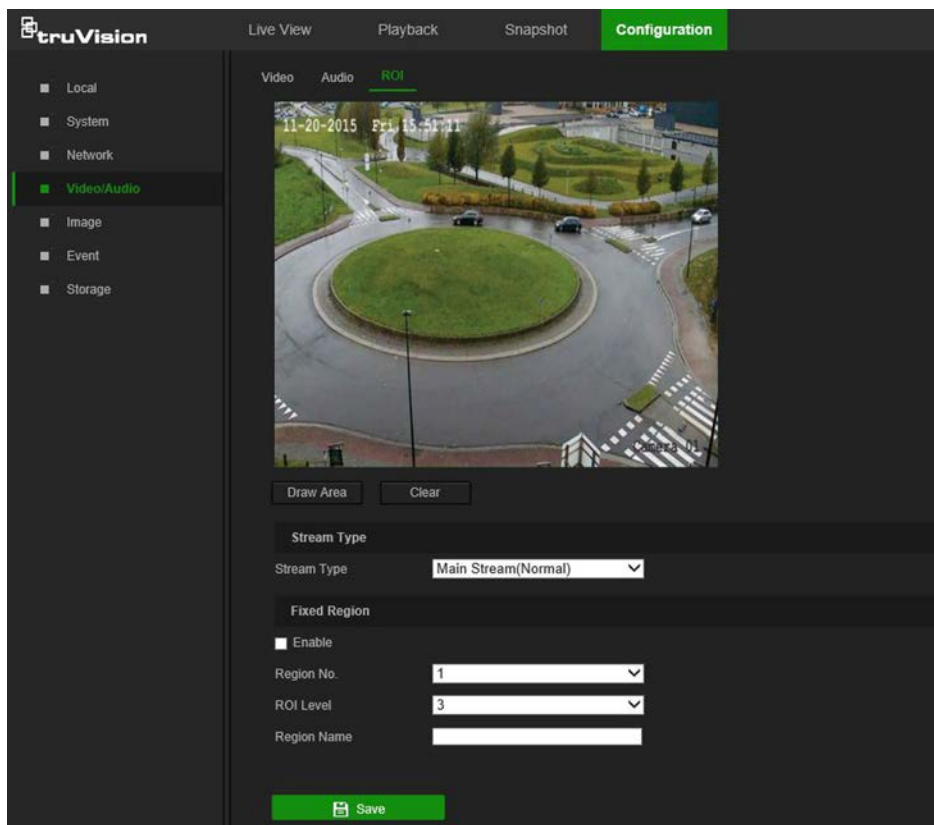 truVision
Live View Playback Snapshot Configuration
Local
System
Network
Video/Audio
Image
Event
Storage
Video Audio ROI
11-20-2015 Fri 15:51:11
Camera 01
Draw Area Clear
Stream Type
Stream Type Main Stream(Normal)
Fixed Region
Enable
Region No. 1
ROI Level 3
Region Name
Save